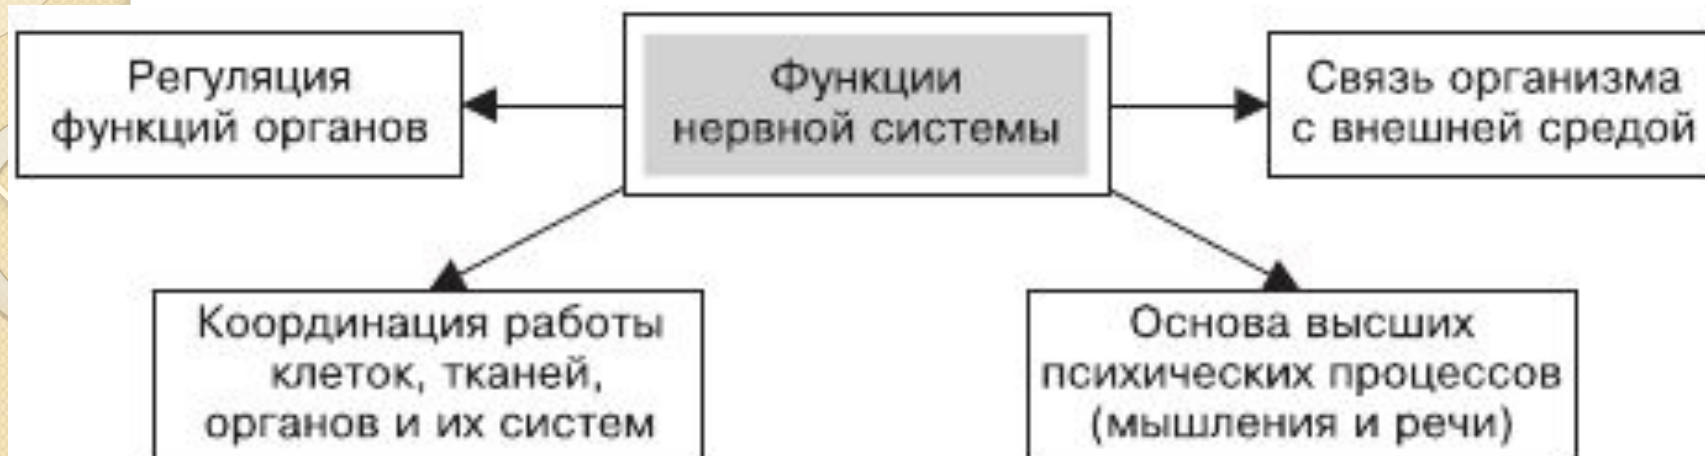 Функции
нервной системы
Регуляция
функций органов
Связь организма
с внешней средой
Координация работы
клеток, тканей,
органов и их систем
Основа высших
психических процессов
(мышления и речи)